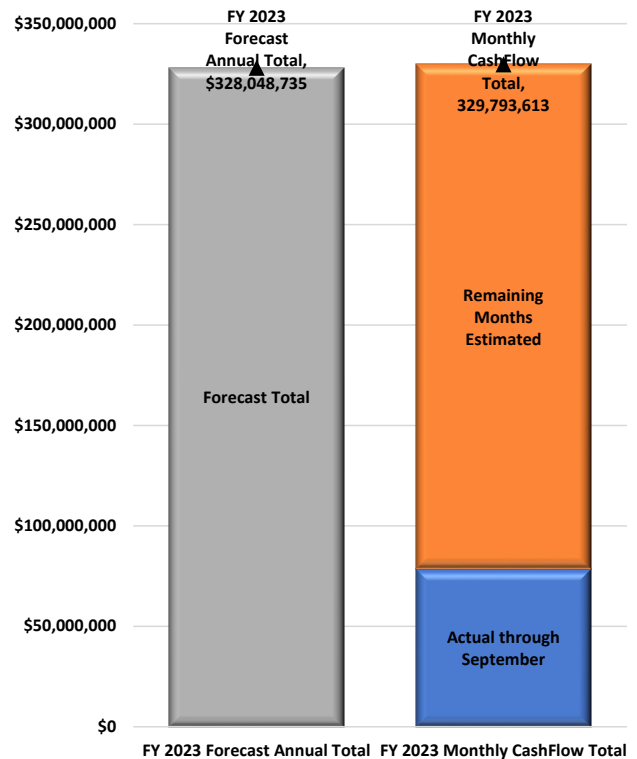 FY 2023
Forecast
Annual Total,
$328,048,735
FY 2023
Monthly
CashFlow
Total,
329,793,613
$350,000,000
$300,000,000
$250,000,000
$200,000,000
$150,000,000
$100,000,000
$50,000,000
$0
Forecast Total
Remaining
Months
Estimated
Actual through
September
FY 2023 Forecast Annual Total
FY 2023 Monthly CashFlow Total